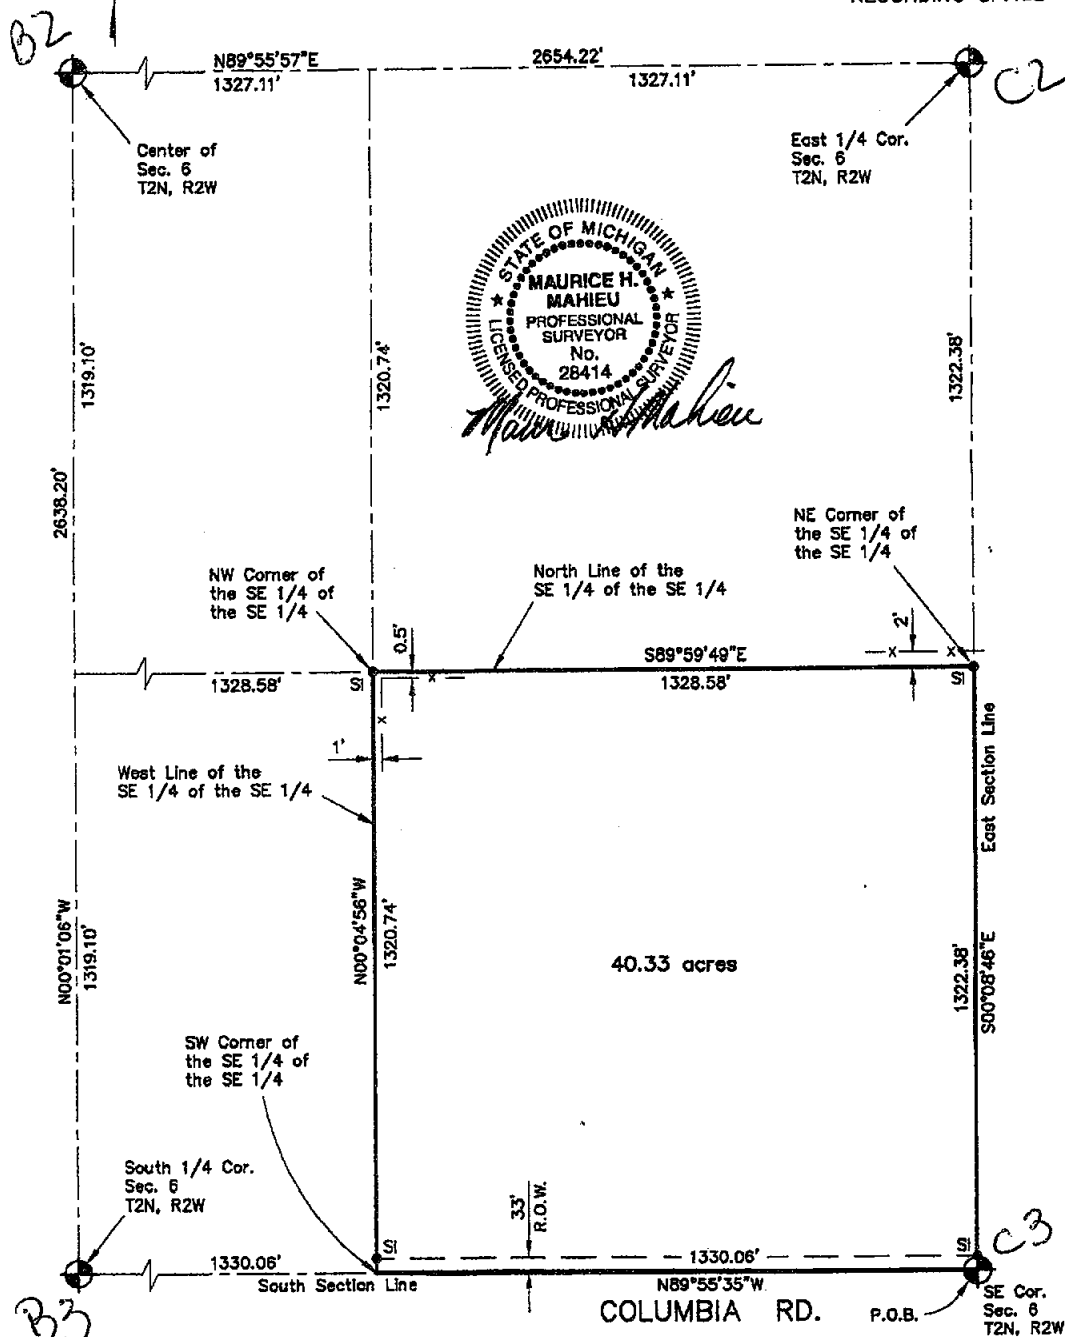 B2
N89°55'57"E
2654.22'
1327.11'
1327.11'
C2
Center of
Sec. 6
T2N, R2W
East 1/4 Cor.
Sec. 6
T2N, R2W
STATE OF MICHIGAN
LICENSED PROFESSIONAL SURVEYOR
MAURICE H.
MAHIEU
PROFESSIONAL
SURVEYOR
No.
28414
1319.10'
1320.74'
1322.38'
2638.20'
NE Corner of
the SE 1/4 of
the SE 1/4
NW Corner of
the SE 1/4 of
the SE 1/4
North Line of the
SE 1/4 of the SE 1/4
0.5'
2'
S89°59'49"E
1328.58'
SI
1328.58'
SI
x
x
x
x
1'
West Line of the
SE 1/4 of the SE 1/4
East Section Line
N00°01'06"W
1319.10'
N00°04'56"W
1320.74'
40.33 acres
1322.38'
S00°08'46"E
SW Corner of
the SE 1/4 of
the SE 1/4
South 1/4 Cor.
Sec. 6
T2N, R2W
33'
R.O.W.
SI
SI
C3
1330.06'
1330.06'
South Section Line
N89°55'35"W
B3
COLUMBIA RD.
P.O.B.
SE Cor.
Sec. 6
T2N, R2W